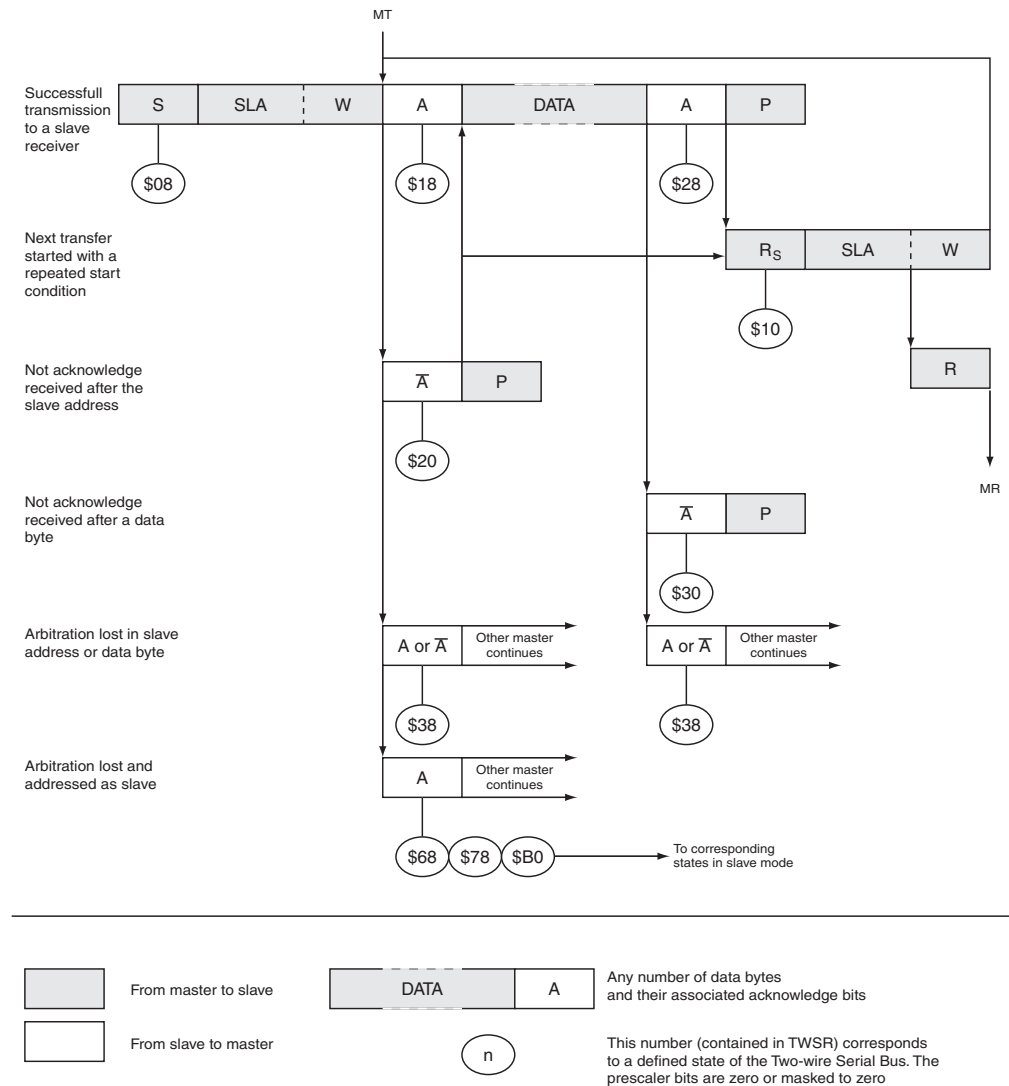 MT
Successfull
transmission
to a slave
receiver
S SLA W A DATA A P
$08 $18 $28
Next transfer
started with a
repeated start
condition
RS SLA W
$10
Not acknowledge
received after the
slave address
A̅ P
R
$20
MR
Not acknowledge
received after a data
byte
A̅ P
$30
Arbitration lost in slave
address or data byte
A or A̅ Other master
continues
A or A̅ Other master
continues
$38 $38
Arbitration lost and
addressed as slave
A Other master
continues
$68 $78 $B0 To corresponding
states in slave mode
From master to slave
DATA A
Any number of data bytes
and their associated acknowledge bits
From slave to master
n
This number (contained in TWSR) corresponds
to a defined state of the Two-wire Serial Bus. The
prescaler bits are zero or masked to zero